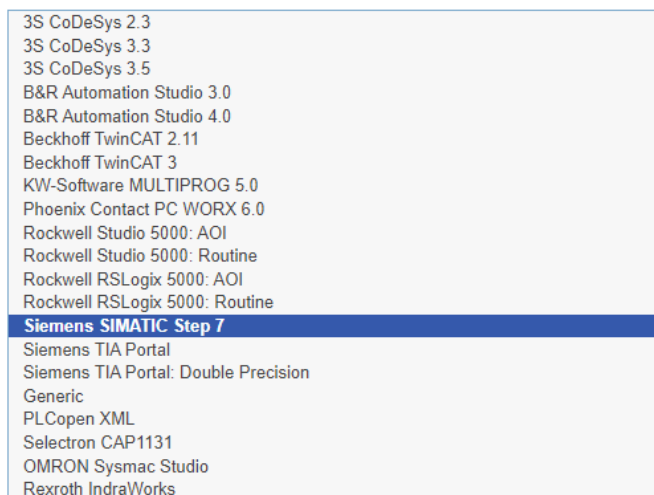 3S CoDeSys 2.3
3S CoDeSys 3.3
3S CoDeSys 3.5
B&R Automation Studio 3.0
B&R Automation Studio 4.0
Beckhoff TwinCAT 2.11
Beckhoff TwinCAT 3
KW-Software MULTIPROG 5.0
Phoenix Contact PC WORX 6.0
Rockwell Studio 5000: AOI
Rockwell Studio 5000: Routine
Rockwell RSLogix 5000: AOI
Rockwell RSLogix 5000: Routine
Siemens SIMATIC Step 7
Siemens TIA Portal
Siemens TIA Portal: Double Precision
Generic
PLCopen XML
Selectron CAP1131
OMRON Sysmac Studio
Rexroth IndraWorks